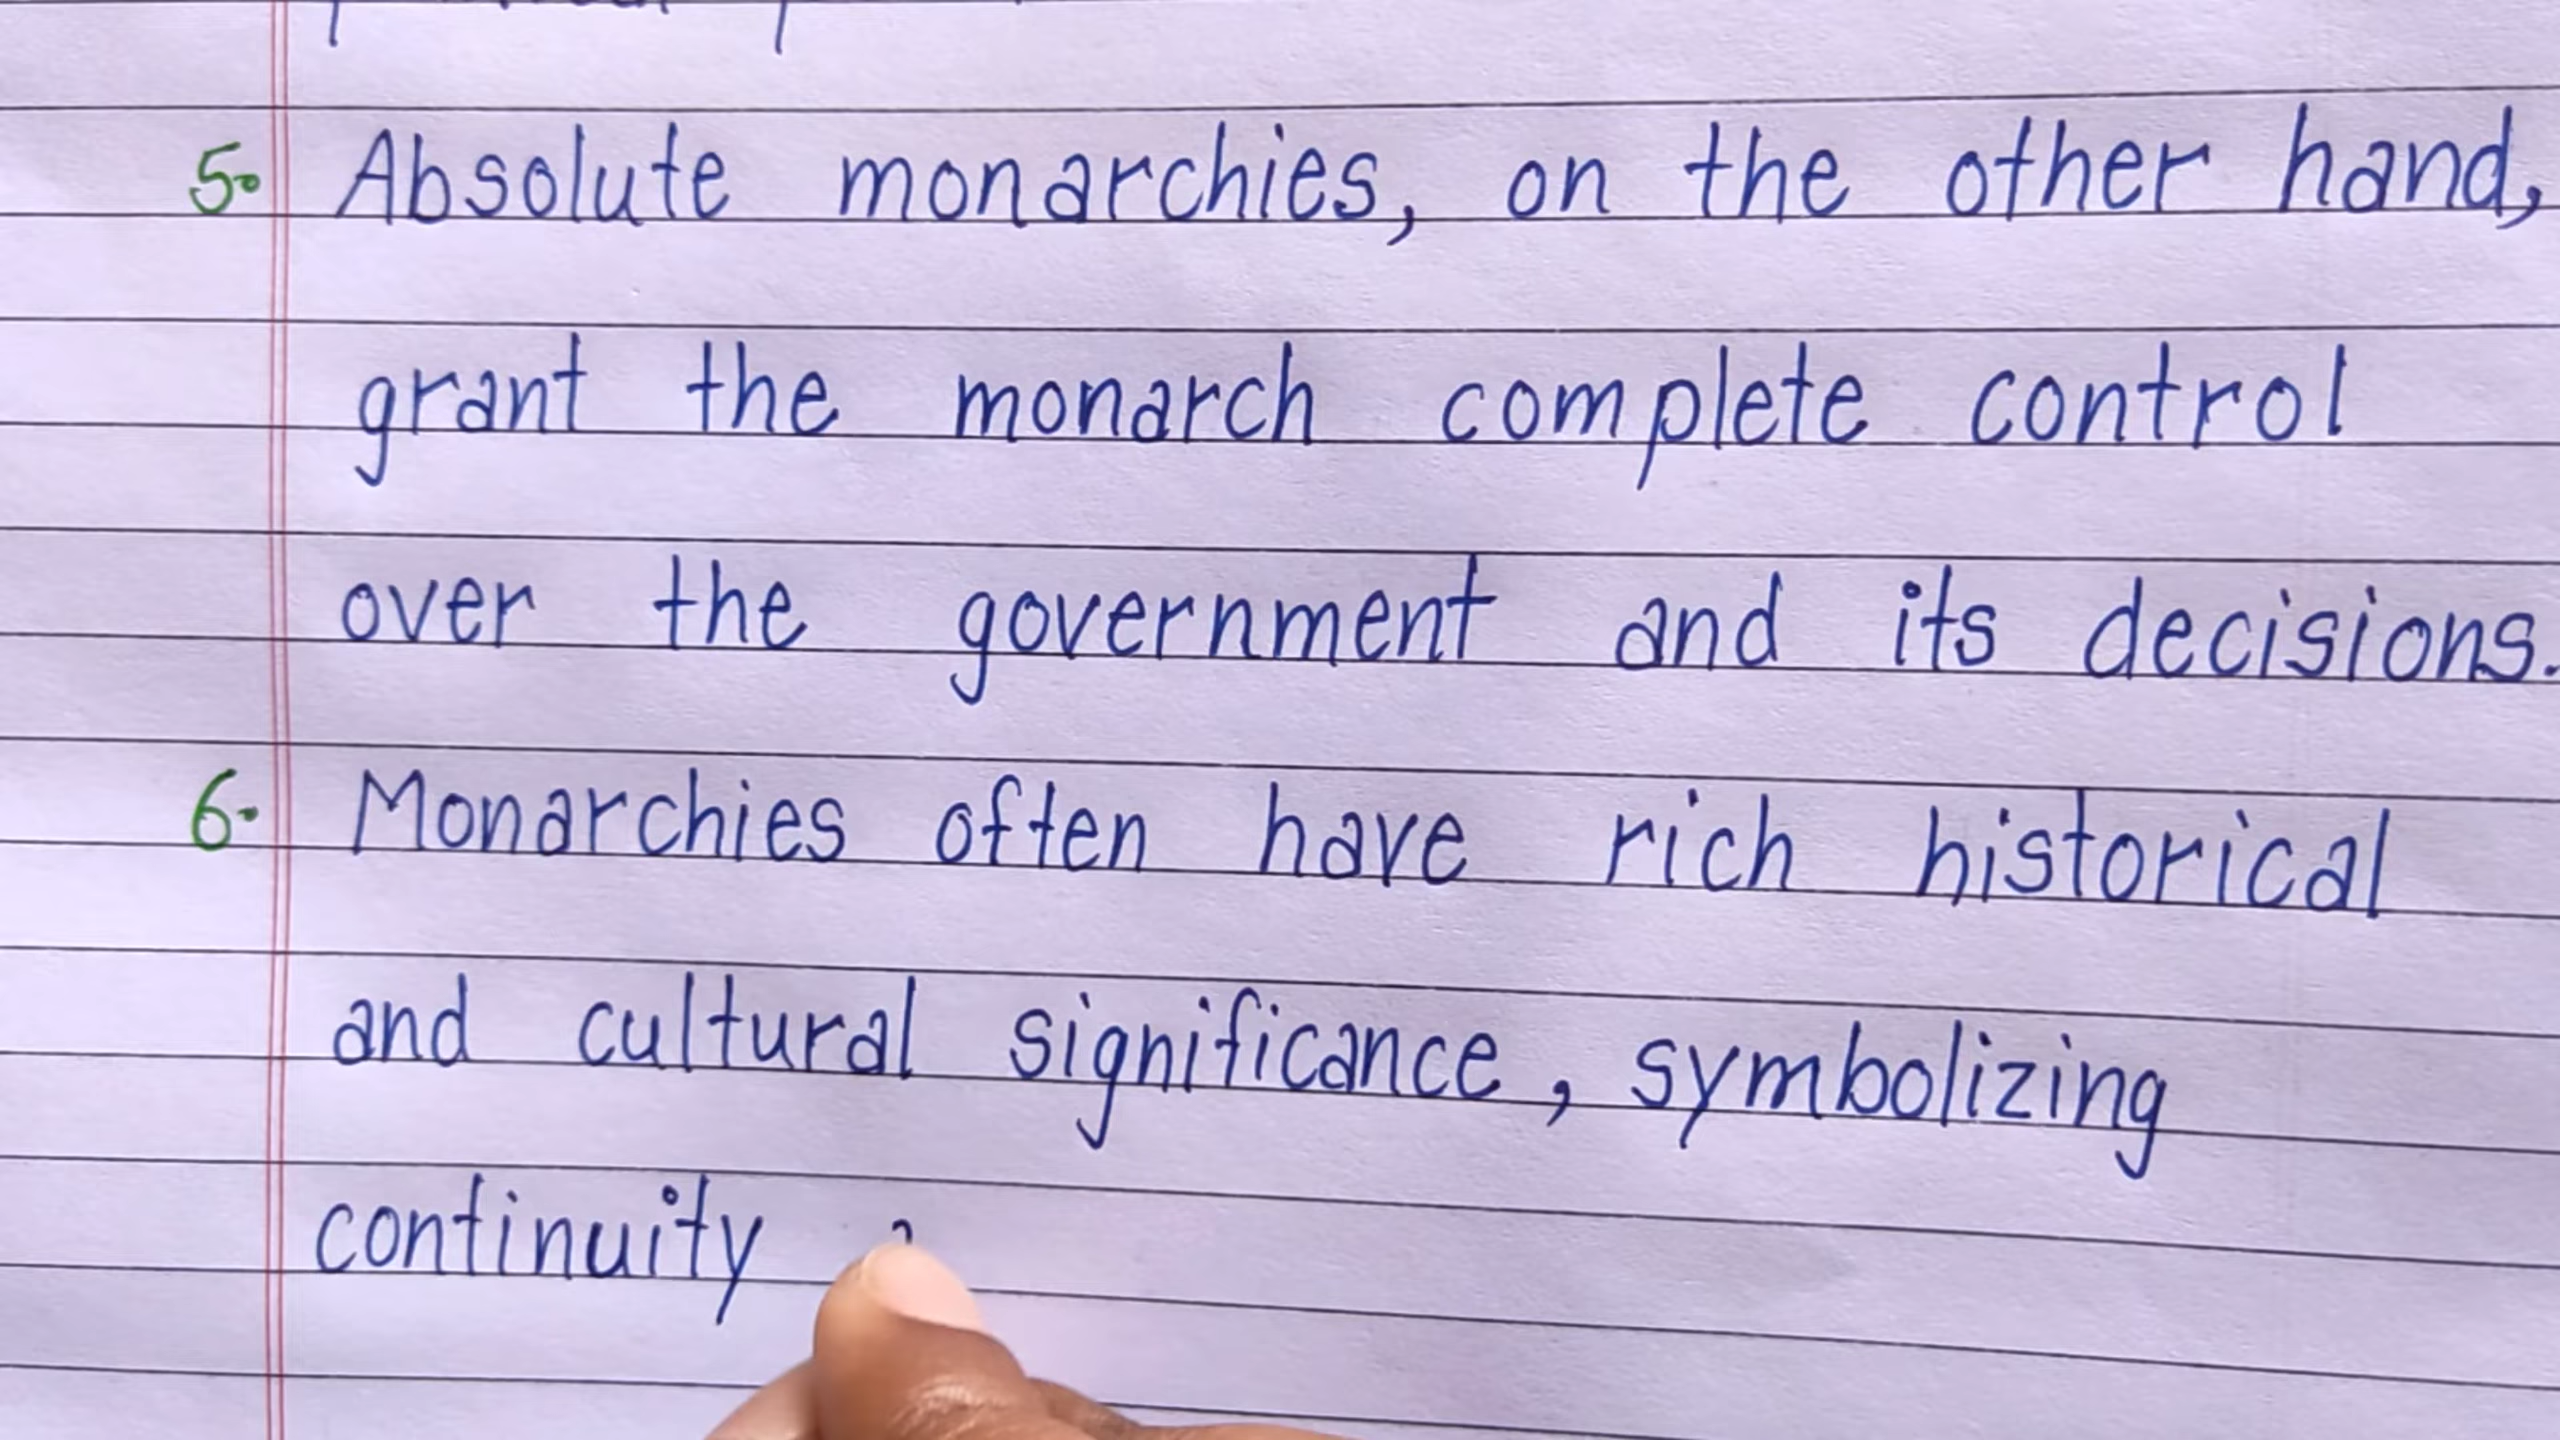 5. Absolute monarchies, on the other hand,
grant the monarch complete control
over the government and its decisions.
6. Monarchies often have rich historical
and cultural significance, symbolizing
continuity